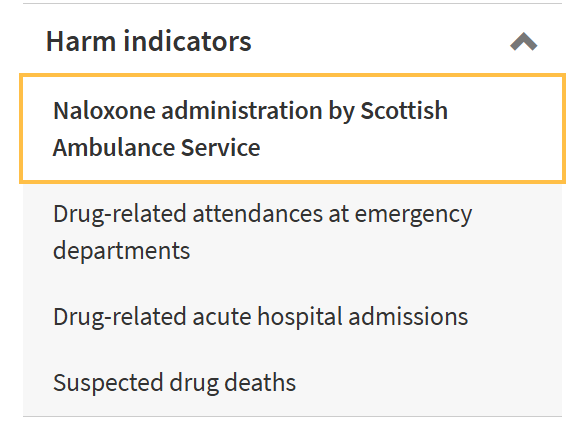 Harm indicators
Naloxone administration by Scottish
Ambulance Service
Drug-related attendances at emergency
departments
Drug-related acute hospital admissions
Suspected drug deaths